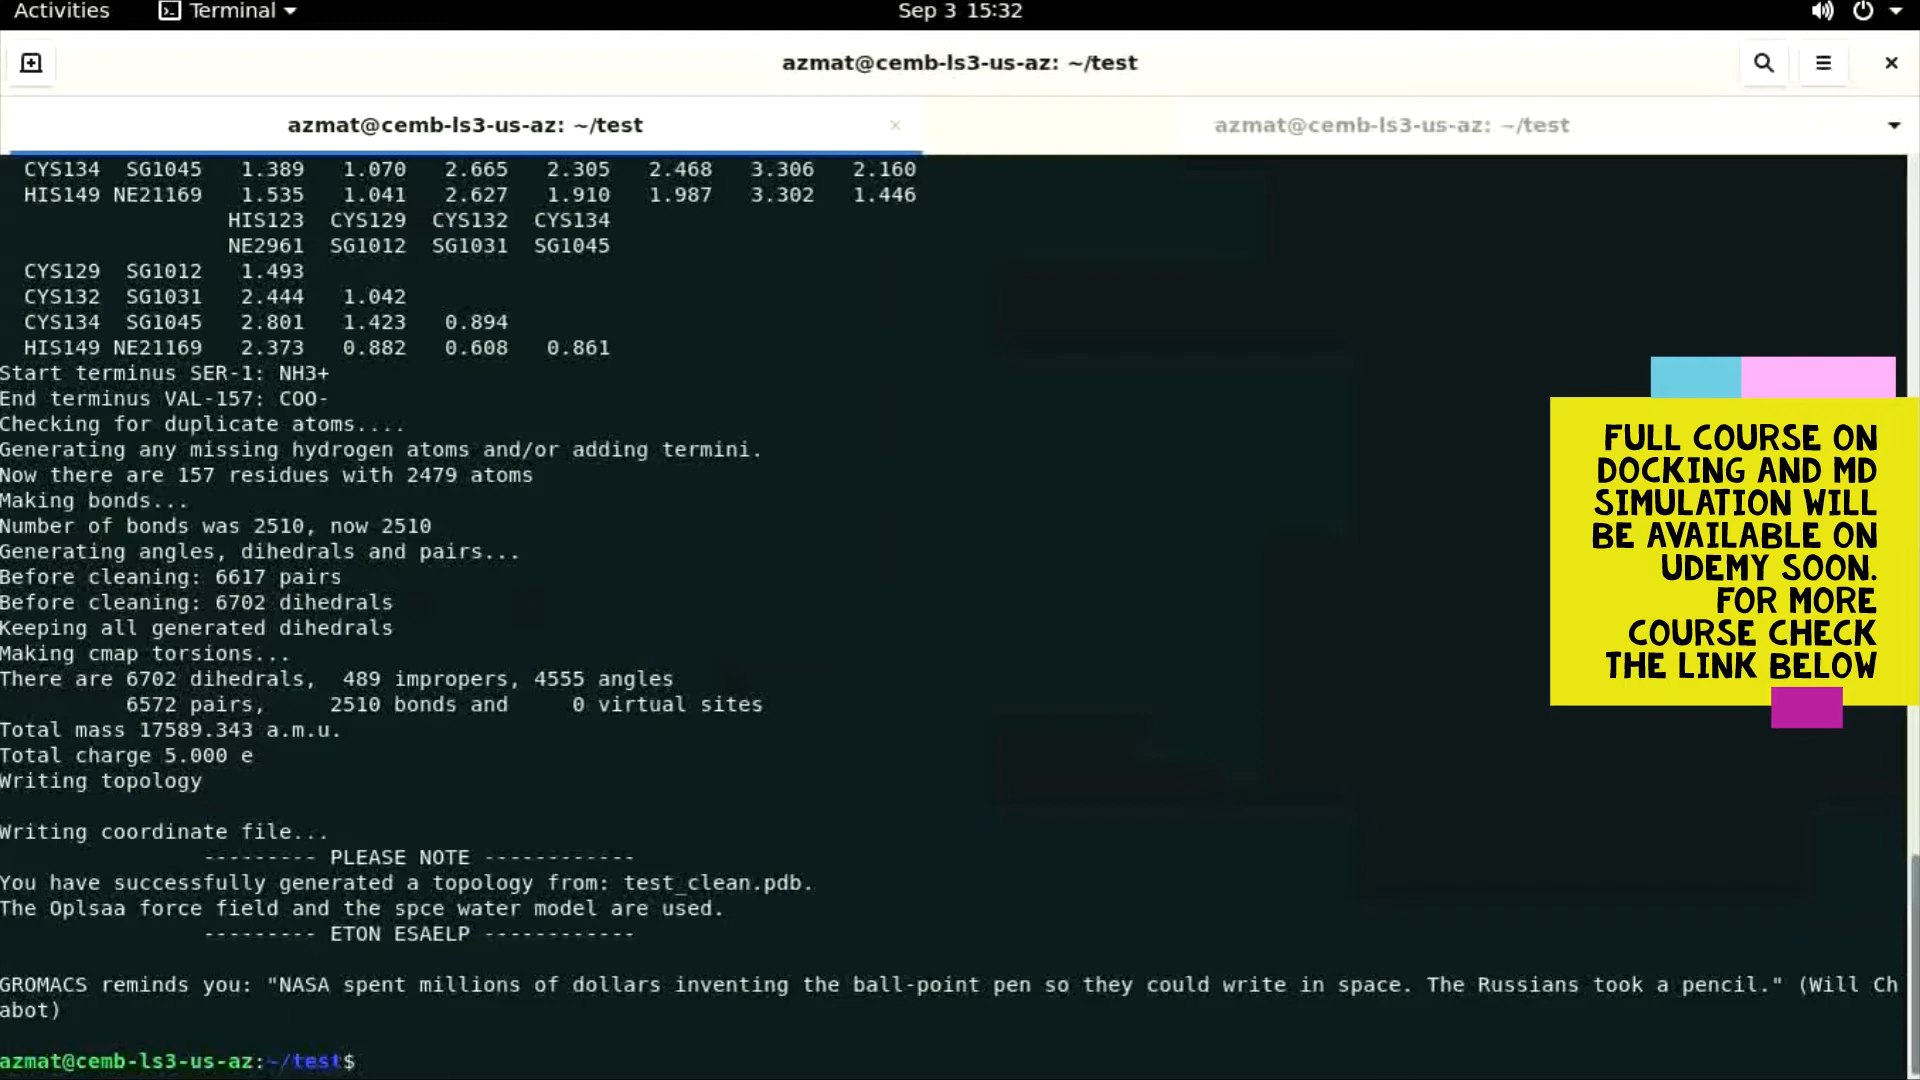 Activities Terminal Sep 3 15:32
azmat@cemb-ls3-us-az: ~/test
azmat@cemb-ls3-us-az: ~/test azmat@cemb-ls3-us-az: ~/test
CYS134 SG1045 1.389 1.070 2.665 2.305 2.468 3.306 2.160
HIS149 NE21169 1.535 1.041 2.627 1.910 1.987 3.302 1.446
HIS123 CYS129 CYS132 CYS134
NE2961 SG1012 SG1031 SG1045
CYS129 SG1012 1.493
CYS132 SG1031 2.444 1.042
CYS134 SG1045 2.801 1.423 0.894
HIS149 NE21169 2.373 0.882 0.608 0.861
Start terminus SER-1: NH3+
End terminus VAL-157: COO-
Checking for duplicate atoms....
Generating any missing hydrogen atoms and/or adding termini.
Now there are 157 residues with 2479 atoms
Making bonds...
Number of bonds was 2510, now 2510
Generating angles, dihedrals and pairs...
Before cleaning: 6617 pairs
Before cleaning: 6702 dihedrals
Keeping all generated dihedrals
Making cmap torsions...
There are 6702 dihedrals, 489 impropers, 4555 angles
6572 pairs, 2510 bonds and 0 virtual sites
Total mass 17589.343 a.m.u.
Total charge 5.000 e
Writing topology
Writing coordinate file...
--------- PLEASE NOTE ------------
You have successfully generated a topology from: test_clean.pdb.
The Oplsaa force field and the spce water model are used.
--------- ETON ESAELP ------------
GROMACS reminds you: "NASA spent millions of dollars inventing the ball-point pen so they could write in space. The Russians took a pencil." (Will Ch
abot)
azmat@cemb-ls3-us-az:~/test$
FULL COURSE ON
DOCKING AND MD
SIMULATION WILL
BE AVAILABLE ON
UDEMY SOON.
FOR MORE
COURSE CHECK
THE LINK BELOW